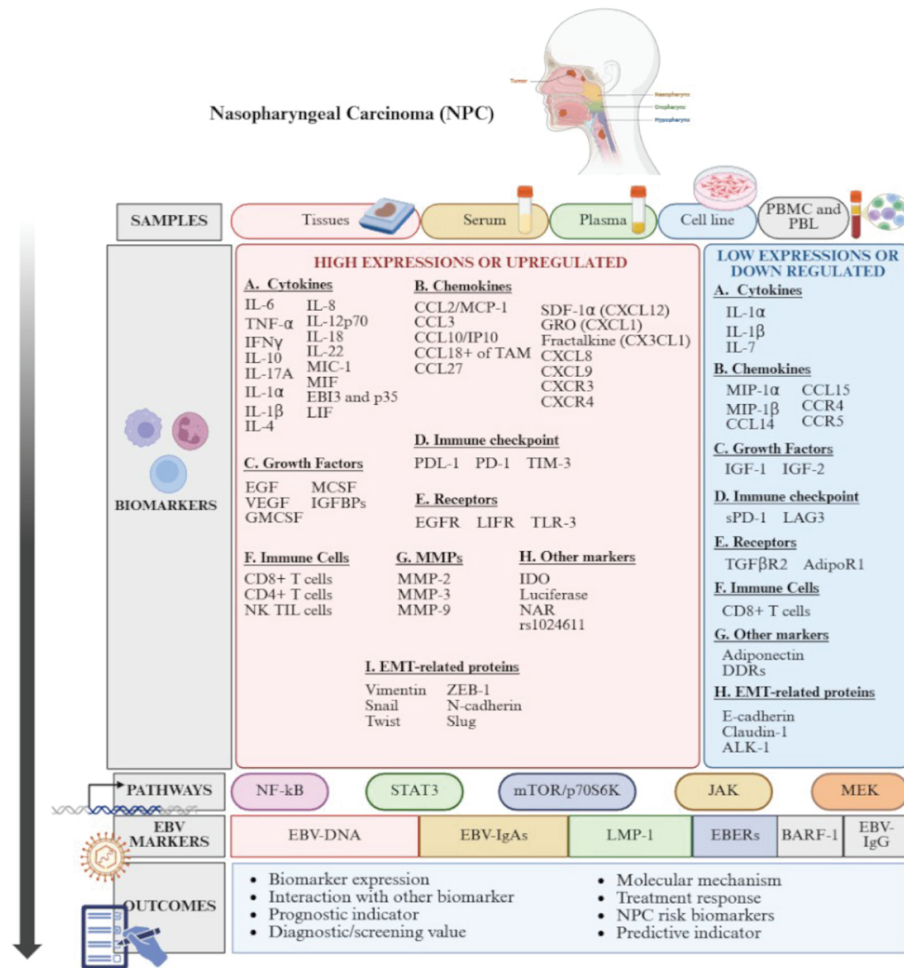 Tumor
Nasopharynx
Oropharynx
Hypopharynx
Nasopharyngeal Carcinoma (NPC)
SAMPLES
Tissues
Serum
Plasma
Cell line
PBMC and
PBL
BIOMARKERS
HIGH EXPRESSIONS OR UPREGULATED
A. Cytokines
IL-6
TNF-α
IFNγ
IL-10
IL-17A
IL-1α
IL-1β
IL-4
IL-8
IL-12p70
IL-18
IL-22
MIC-1
MIF
EBI3 and p35
LIF
B. Chemokines
CCL2/MCP-1
CCL3
CCL10/IP10
CCL18+ of TAM
CCL27
SDF-1α (CXCL12)
GRO (CXCL1)
Fractalkine (CX3CL1)
CXCL8
CXCL9
CXCR3
CXCR4
C. Growth Factors
EGF
VEGF
GMCSF
MCSF
IGFBPs
D. Immune checkpoint
PDL-1 PD-1 TIM-3
E. Receptors
EGFR LIFR TLR-3
F. Immune Cells
CD8+ T cells
CD4+ T cells
NK TIL cells
G. MMPs
MMP-2
MMP-3
MMP-9
H. Other markers
IDO
Luciferase
NAR
rs1024611
I. EMT-related proteins
Vimentin
Snail
Twist
ZEB-1
N-cadherin
Slug
LOW EXPRESSIONS OR
DOWN REGULATED
A. Cytokines
IL-1α
IL-1β
IL-7
B. Chemokines
MIP-1α
MIP-1β
CCL14
CCL15
CCR4
CCR5
C. Growth Factors
IGF-1 IGF-2
D. Immune checkpoint
sPD-1 LAG3
E. Receptors
TGFβR2 AdipoR1
F. Immune Cells
CD8+ T cells
G. Other markers
Adiponectin
DDRs
H. EMT-related proteins
E-cadherin
Claudin-1
ALK-1
PATHWAYS
NF-kB
STAT3
mTOR/p70S6K
JAK
MEK
EBV
MARKERS
EBV-DNA
EBV-IgAs
LMP-1
EBERs
BARF-1
EBV-
IgG
OUTCOMES
• Biomarker expression
• Interaction with other biomarker
• Prognostic indicator
• Diagnostic/screening value
• Molecular mechanism
• Treatment response
• NPC risk biomarkers
• Predictive indicator